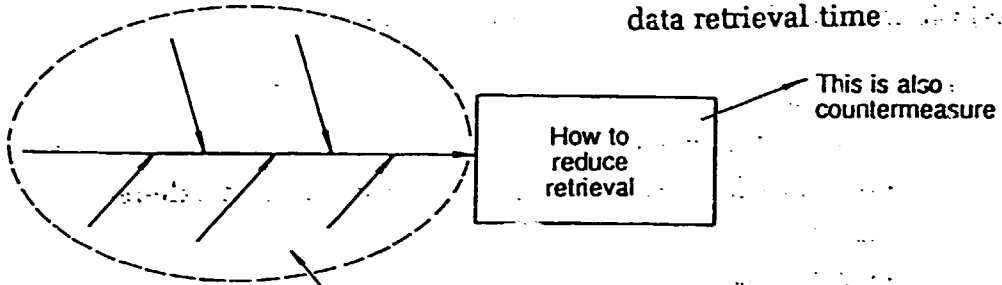 data retrieval time
This is also
countermeasure
How to
reduce
retrieval